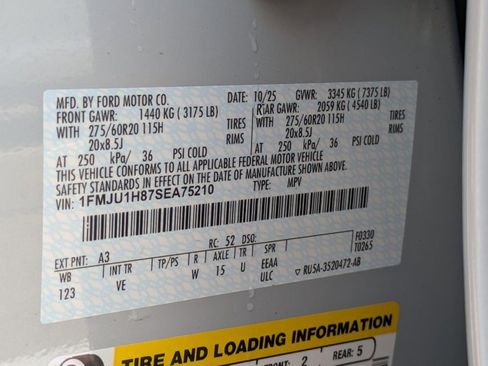 MFD. BY FORD MOTOR CO.
DATE: 10/25 GVWR: 3345 KG (7375 LB)
FRONT GAWR: 1440 KG (3175 LB) REAR GAWR: 2059 KG (4540 LB)
WITH 275/60R20 115H TIRES WITH 275/60R20 115H TIRES
20x8.5J RIMS 20x8.5J RIMS
AT 250 kPa/ 36 PSI COLD AT 250 kPa/ 36 PSI COLD
THIS VEHICLE CONFORMS TO ALL APPLICABLE FEDERAL MOTOR VEHICLE
SAFETY STANDARDS IN EFFECT ON THE DATE OF MANUFACTURE SHOWN ABOVE.
VIN: 1FMJU1H87SEA75210 TYPE: MPV
F0330
T0265
EXT PNT: A3 RC: 52 DSO:
WB INT TR TP/PS R AXLE TR SPR
123 VE W 15 U EEAA
ULC ▽ RU5A-3520472-AB
TIRE AND LOADING INFORMATION
FRONT: 2 REAR: 5